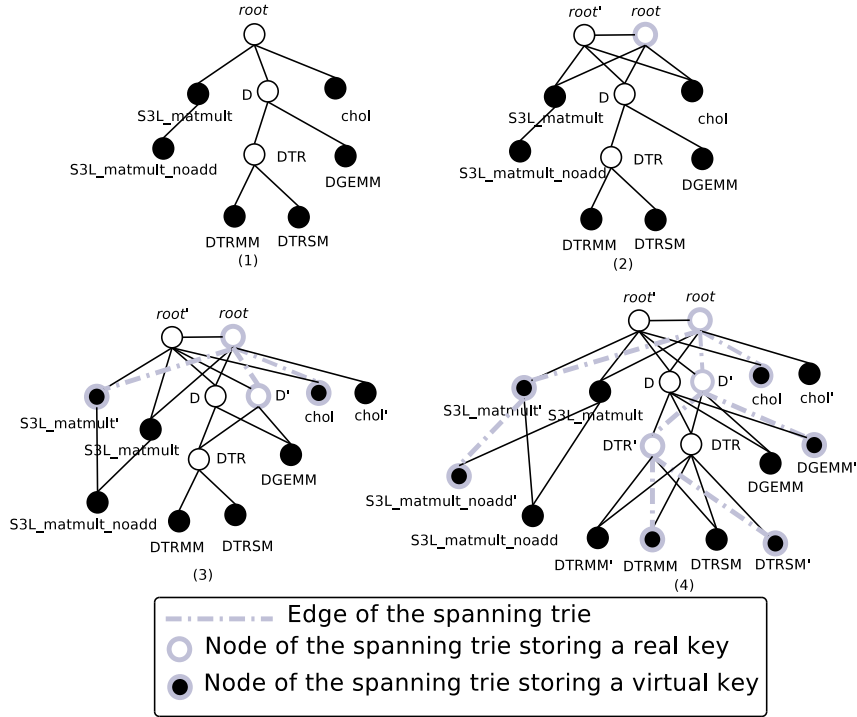 root
D
S3L_matmult
chol
S3L_matmult_noadd
DTR
DGEMM
DTRMM
DTRSM
(1)
root'
root
D
S3L_matmult
chol
S3L_matmult_noadd
DTR
DGEMM
DTRMM
DTRSM
(2)
root'
root
D
D'
S3L_matmult'
chol
chol'
S3L_matmult
DTR
DGEMM
S3L_matmult_noadd
DTRMM
DTRSM
(3)
root'
root
D
D'
S3L_matmult'
S3L_matmult
chol
chol'
DTR'
DTR
DGEMM'
DGEMM
S3L_matmult_noadd'
S3L_matmult_noadd
DTRMM'
DTRMM
DTRSM
DTRSM'
(4)
Edge of the spanning trie
Node of the spanning trie storing a real key
Node of the spanning trie storing a virtual key